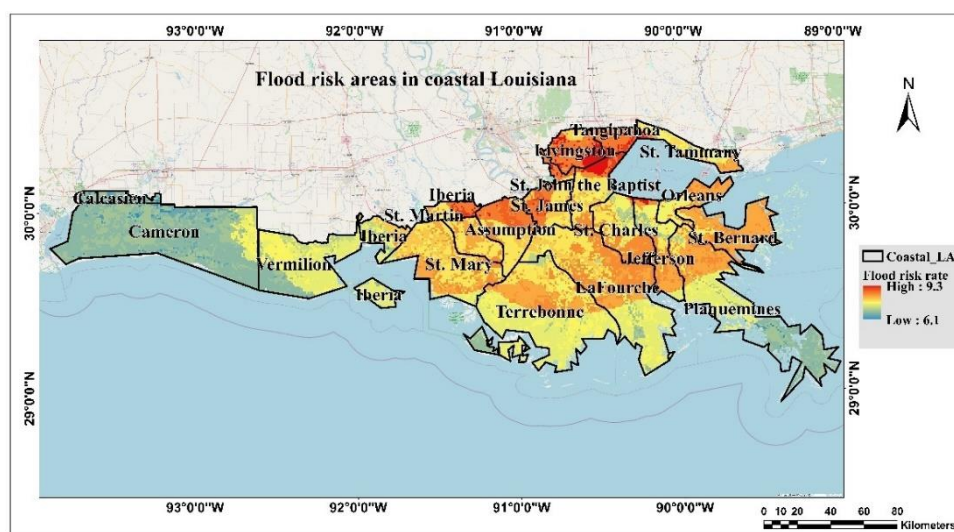 93°0'0"W 92°0'0"W 91°0'0"W 90°0'0"W 89°0'0"W
Flood risk areas in coastal Louisiana
N
Tangipahoa
Livingston
St. Tammany
St. John the Baptist
Orleans
Iberia
St. James
St. Martin
Calcasieu
Cameron
Vermilion
Iberia
Assumption
St. Charles
St. Bernard
St. Mary
Jefferson
Iberia
LaFourche
Terrebonne
Plaquemines
30°0'0"N
29°0'0"N
30°0'0"N
29°0'0"N
Coastal_LA
Flood risk rate
High : 9.3
Low : 6.1
93°0'0"W 92°0'0"W 91°0'0"W 90°0'0"W
0 10 20 40 60 80
Kilometers